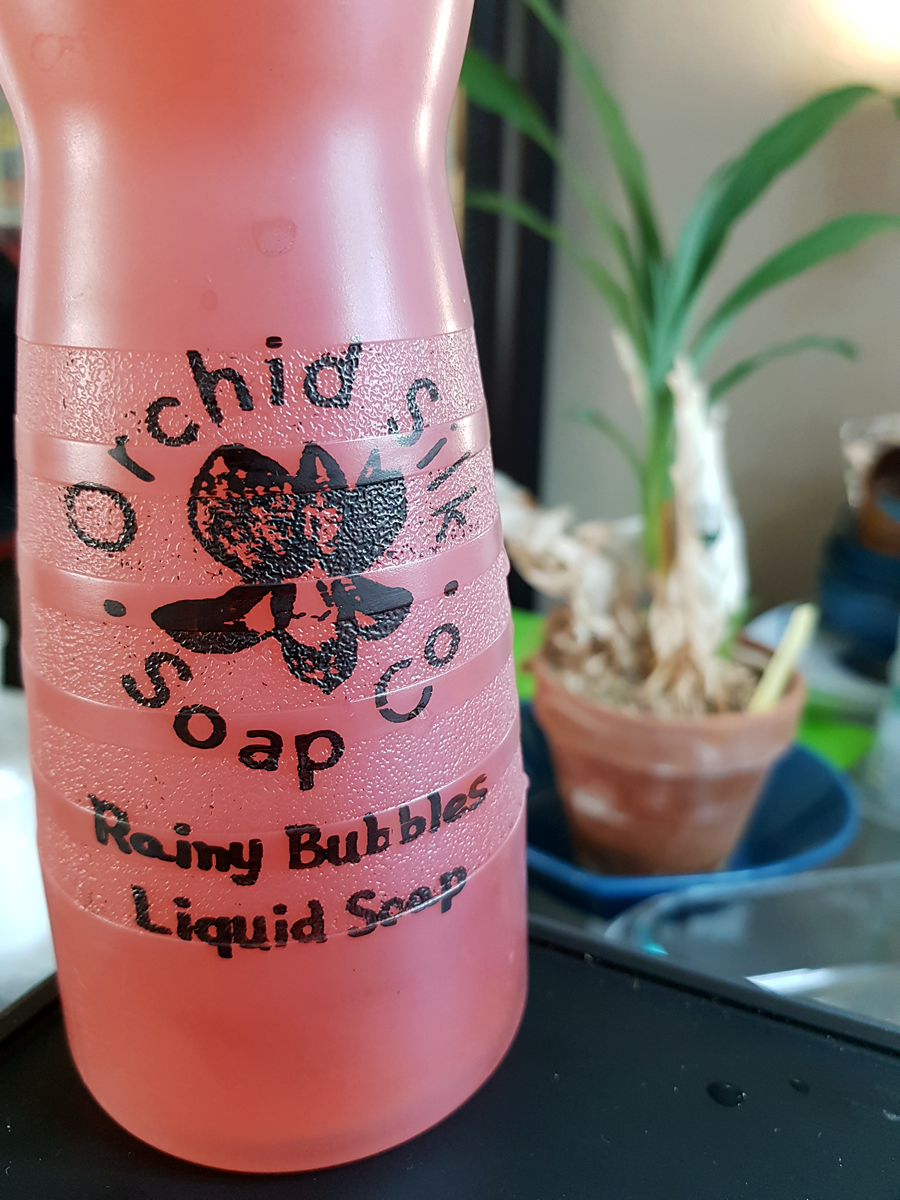 Orchid Silk
• Soap Co •
Rainy Bubbles
Liquid Soap